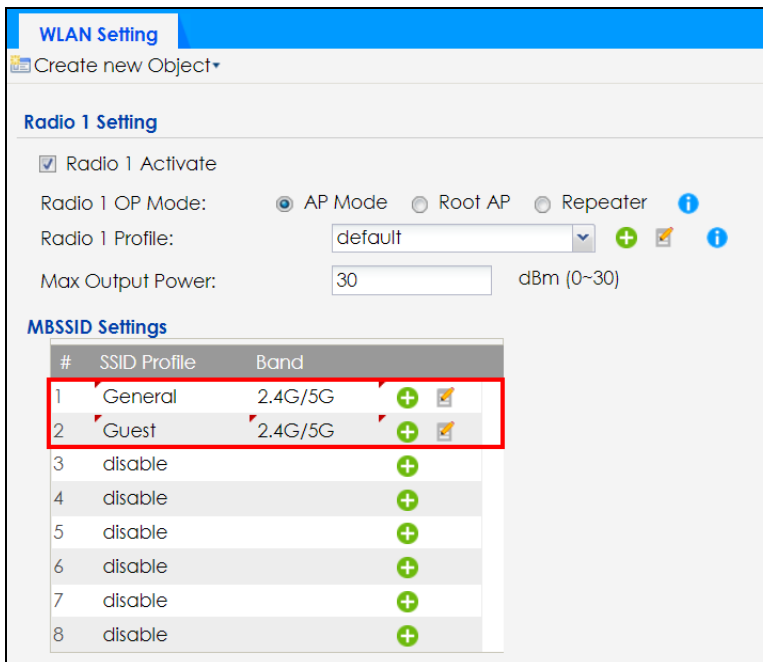 WLAN Setting
Create new Object
Radio 1 Setting
Radio 1 Activate
Radio 1 OP Mode: AP Mode Root AP Repeater
Radio 1 Profile: default
Max Output Power: 30 dBm (0~30)
MBSSID Settings
# SSID Profile Band
1 General 2.4G/5G
2 Guest 2.4G/5G
3 disable
4 disable
5 disable
6 disable
7 disable
8 disable